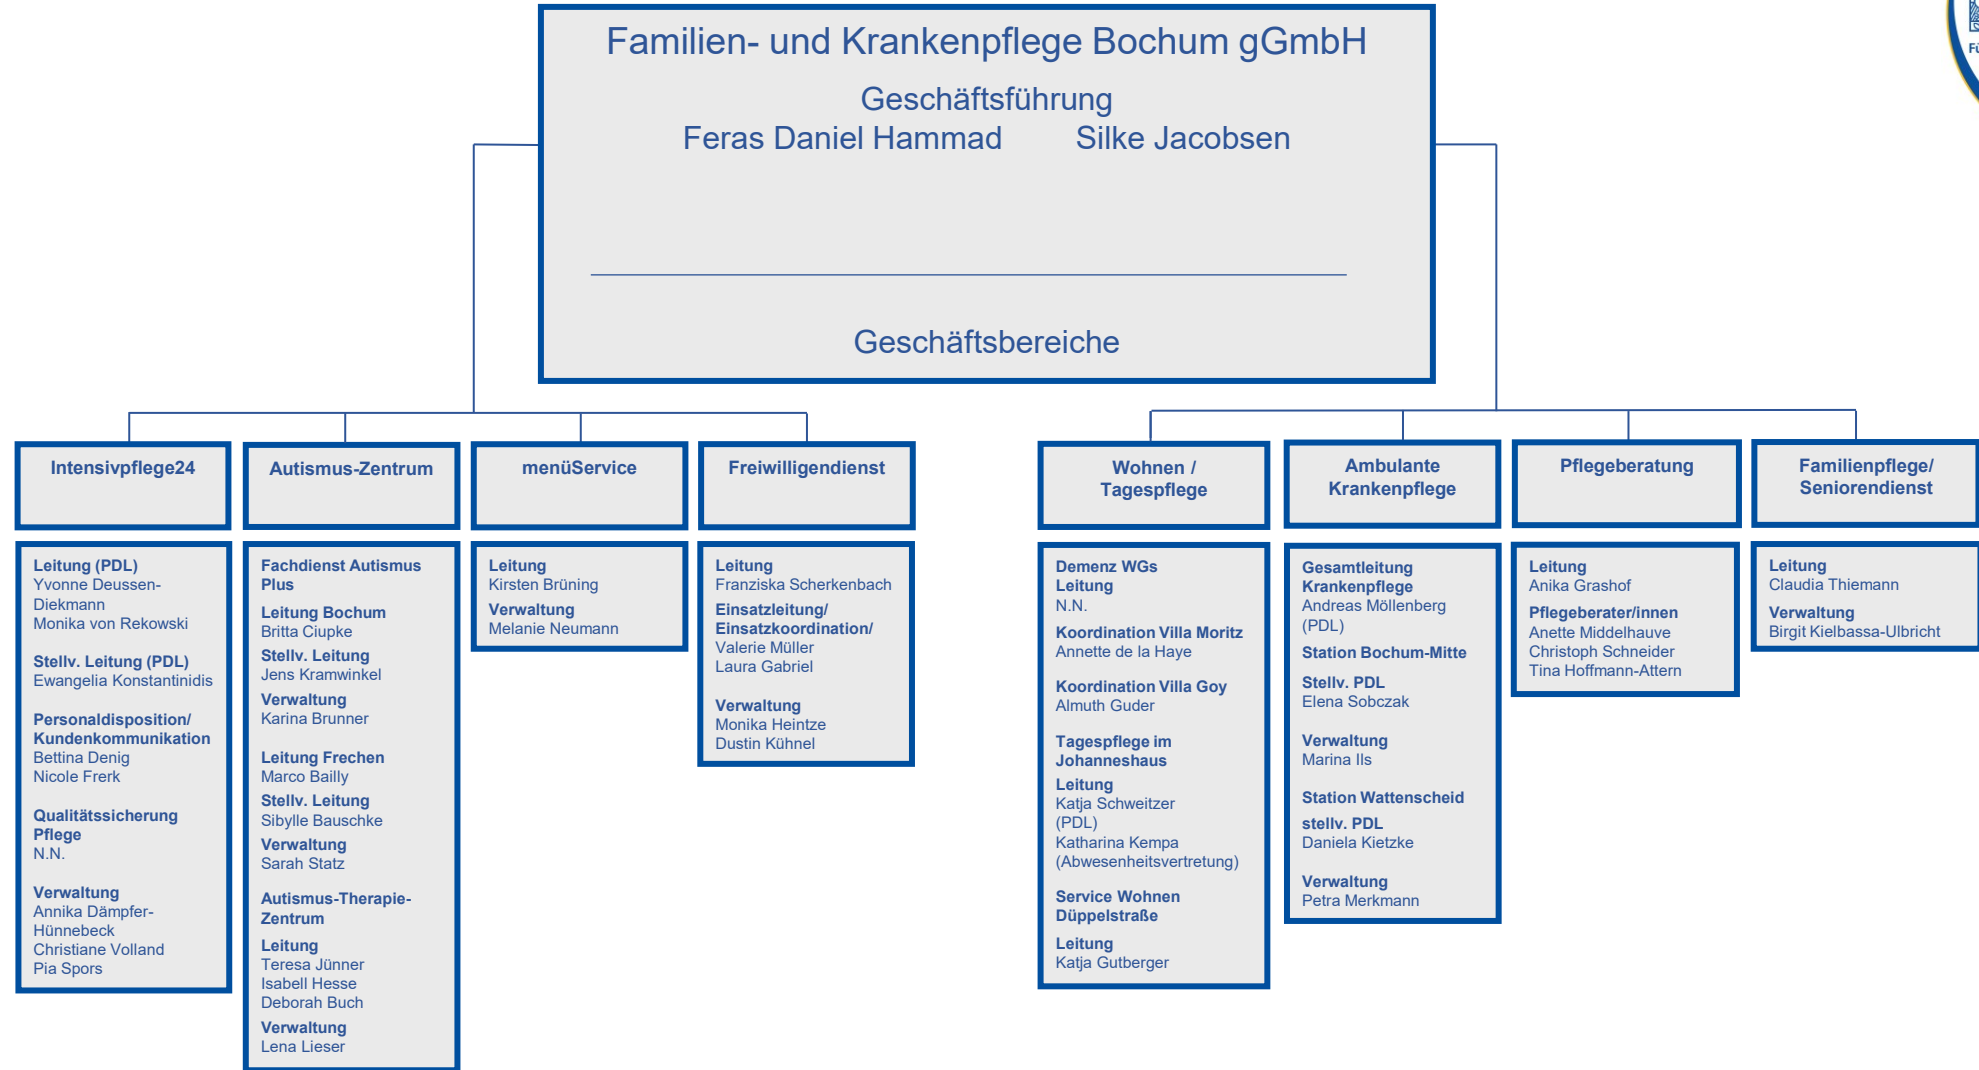 Familien- und Krankenpflege Bochum gGmbH
Geschäftsführung
Feras Daniel Hammad Silke Jacobsen
Geschäftsbereiche
Intensivpflege24
Leitung (PDL)
Yvonne Deussen-
Diekmann
Monika von Rekowski
Stellv. Leitung (PDL)
Ewangelia Konstantinidis
Personaldisposition/
Kundenkommunikation
Bettina Denig
Nicole Frerk
Qualitätssicherung
Pflege
N.N.
Verwaltung
Annika Dämpfer-
Hünnebeck
Christiane Volland
Pia Spors
Autismus-Zentrum
Fachdienst Autismus
Plus
Leitung Bochum
Britta Ciupke
Stellv. Leitung
Jens Kramwinkel
Verwaltung
Karina Brunner
Leitung Frechen
Marco Bailly
Stellv. Leitung
Sibylle Bauschke
Verwaltung
Sarah Statz
Autismus-Therapie-
Zentrum
Leitung
Teresa Jünner
Isabell Hesse
Deborah Buch
Verwaltung
Lena Lieser
menüService
Leitung
Kirsten Brüning
Verwaltung
Melanie Neumann
Freiwilligendienst
Leitung
Franziska Scherkenbach
Einsatzleitung/
Einsatzkoordination/
Valerie Müller
Laura Gabriel
Verwaltung
Monika Heintze
Dustin Kühnel
Wohnen /
Tagespflege
Demenz WGs
Leitung
N.N.
Koordination Villa Moritz
Annette de la Haye
Koordination Villa Goy
Almuth Guder
Tagespflege im
Johanneshaus
Leitung
Katja Schweitzer
(PDL)
Katharina Kempa
(Abwesenheitsvertretung)
Service Wohnen
Düppelstraße
Leitung
Katja Gutberger
Ambulante
Krankenpflege
Gesamtleitung
Krankenpflege
Andreas Möllenberg
(PDL)
Station Bochum-Mitte
Stellv. PDL
Elena Sobczak
Verwaltung
Marina Ils
Station Wattenscheid
stellv. PDL
Daniela Kietzke
Verwaltung
Petra Merkmann
Pflegeberatung
Leitung
Anika Grashof
Pflegeberater/innen
Anette Middelhauve
Christoph Schneider
Tina Hoffmann-Attern
Familienpflege/
Seniorendienst
Leitung
Claudia Thiemann
Verwaltung
Birgit Kielbassa-Ulbricht